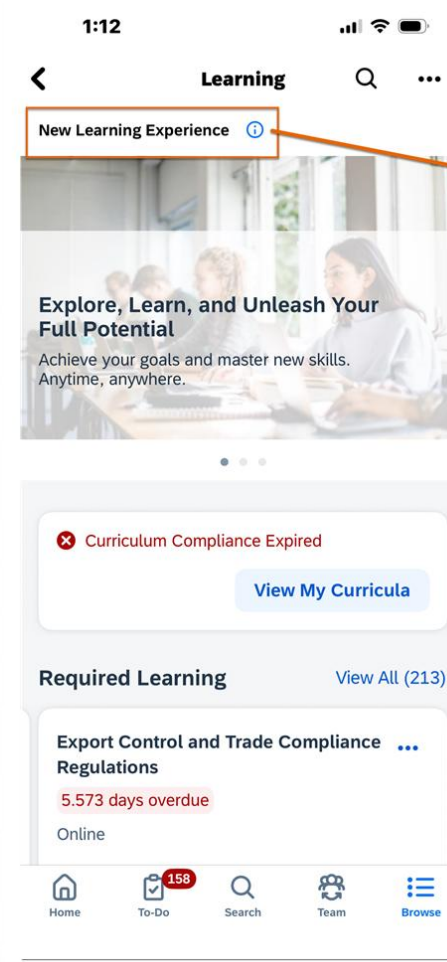 1:12
Learning
New Learning Experience
Explore, Learn, and Unleash Your
Full Potential
Achieve your goals and master new skills.
Anytime, anywhere.
Curriculum Compliance Expired
View My Curricula
Required Learning
View All (213)
Export Control and Trade Compliance
Regulations
5.573 days overdue
Online
158
Home
To-Do
Search
Team
Browse